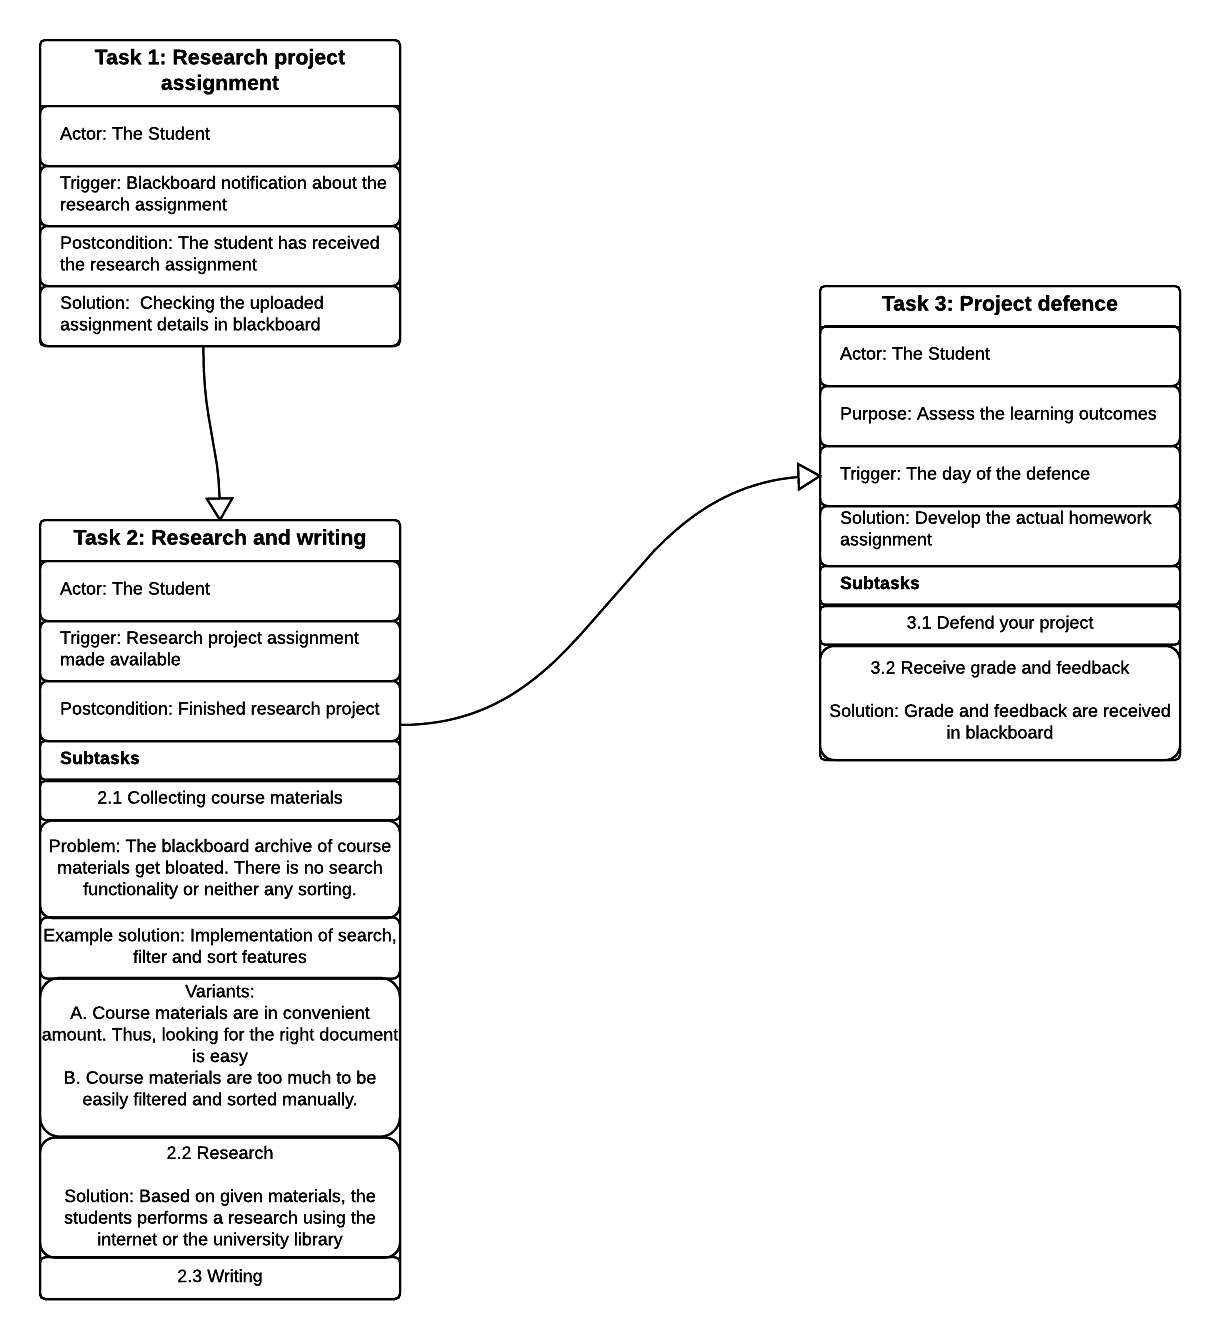 Task 1: Research project
assignment
Actor: The Student
Trigger: Blackboard notification about the
research assignment
Postcondition: The student has received
the research assignment
Solution:  Checking the uploaded
assignment details in blackboard
Task 2: Research and writing
Actor: The Student
Trigger: Research project assignment
made available
Postcondition: Finished research project
Subtasks
2.1 Collecting course materials
Problem: The blackboard archive of course
materials get bloated. There is no search
functionality or neither any sorting.
Example solution: Implementation of search,
filter and sort features
Variants:
A. Course materials are in convenient
amount. Thus, looking for the right document
is easy
B. Course materials are too much to be
easily filtered and sorted manually.
2.2 Research
Solution: Based on given materials, the
students performs a research using the
internet or the university library
2.3 Writing
Task 3: Project defence
Actor: The Student
Purpose: Assess the learning outcomes
Trigger: The day of the defence
Solution: Develop the actual homework
assignment
Subtasks
3.1 Defend your project
3.2 Receive grade and feedback
Solution: Grade and feedback are received
in blackboard